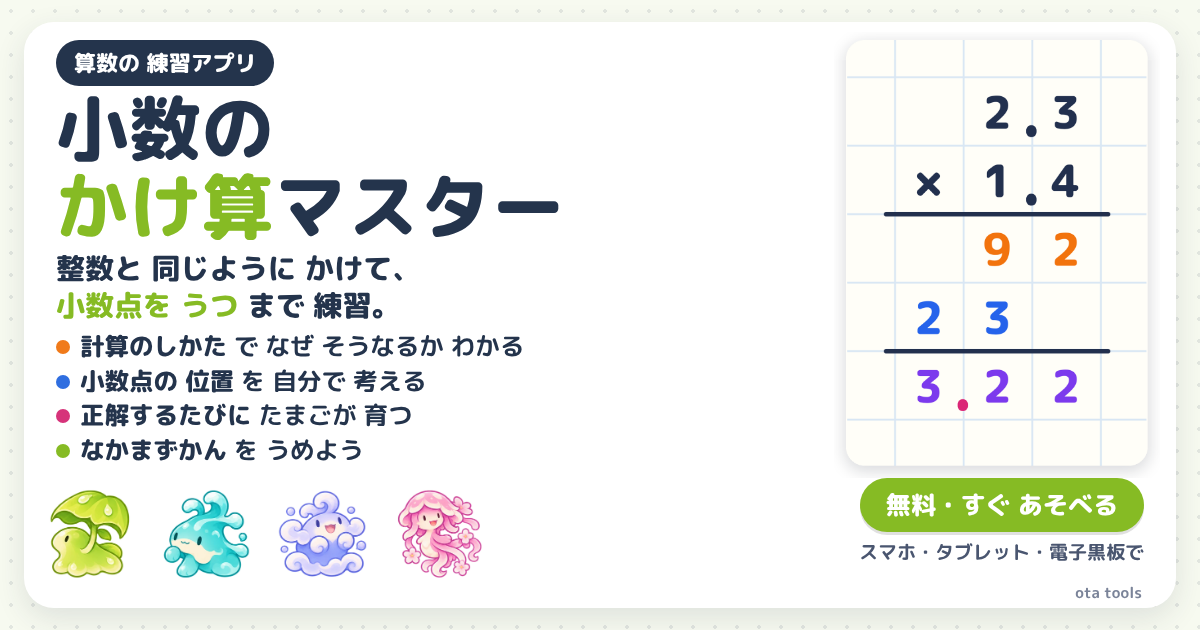 算数の 練習アプリ
小数の
かけ算マスター
整数と 同じように かけて、
小数点を うつ まで 練習。
計算のしかた で なぜ そうなるか わかる
小数点の 位置 を 自分で 考える
正解するたびに たまごが 育つ
なかまずかん を うめよう
2.3
× 1.4
9 2
2 3
3.2 2
無料・すぐ あそべる
スマホ・タブレット・電子黒板で
ota tools